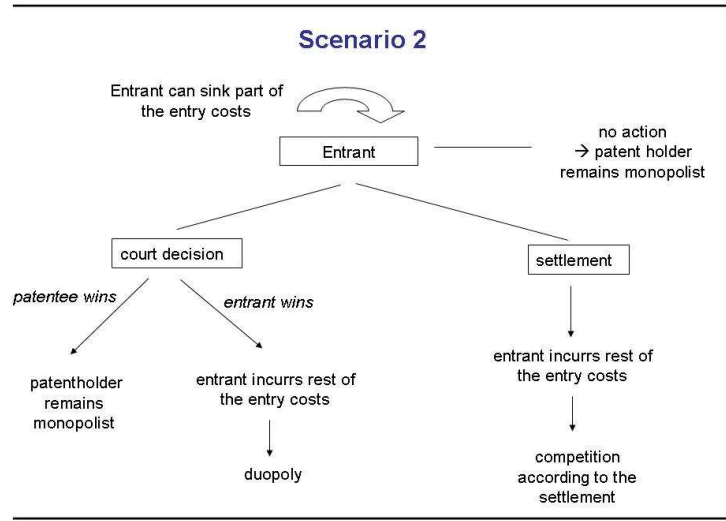 Scenario 2
Entrant can sink part of
the entry costs
Entrant
no action
→ patent holder
remains monopolist
court decision
settlement
patentee wins
entrant wins
patentholder
remains
monopolist
entrant incurrs rest of
the entry costs
duopoly
entrant incurrs rest of
the entry costs
competition
according to the
settlement